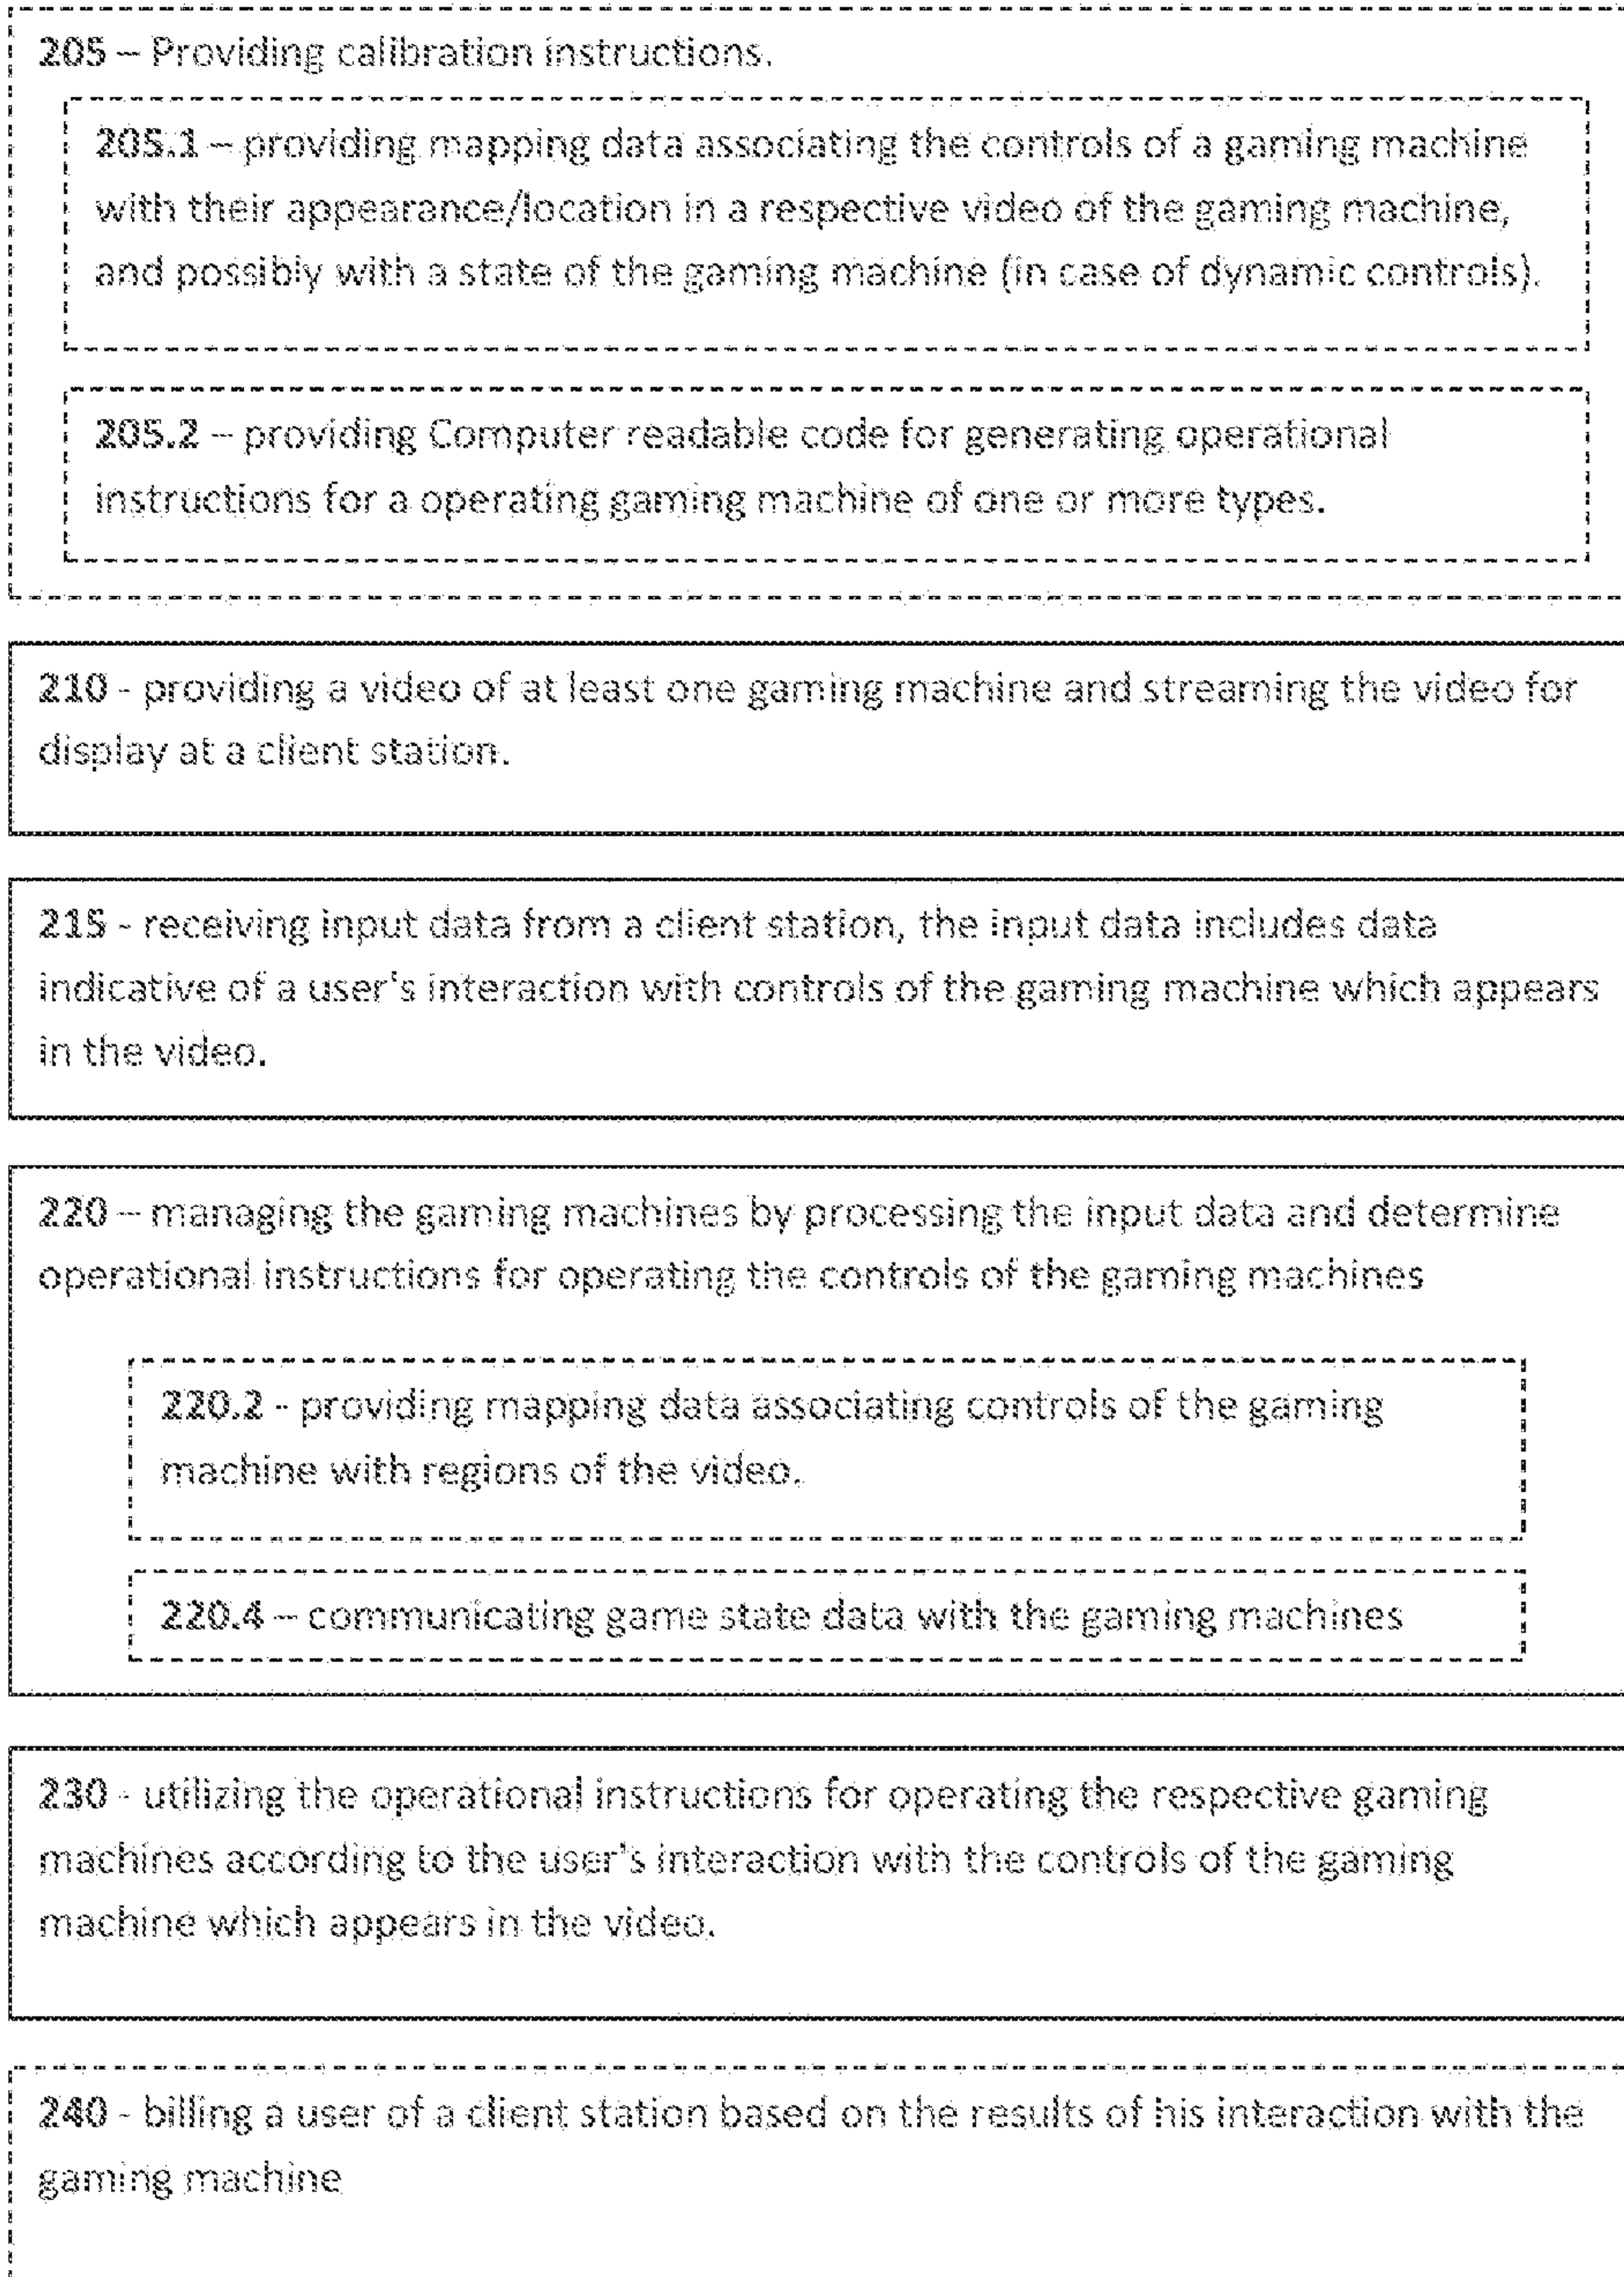 205 – Providing calibration instructions.
205.1 – providing mapping data associating the controls of a gaming machine
with their appearance/location in a respective video of the gaming machine,
and possibly with a state of the gaming machine (in case of dynamic controls).
205.2 – providing Computer readable code for generating operational
instructions for a operating gaming machine of one or more types.
210 - providing a video of at least one gaming machine and streaming the video for
display at a client station.
215 - receiving input data from a client station, the input data includes data
indicative of a user's interaction with controls of the gaming machine which appears
in the video.
220 – managing the gaming machines by processing the input data and determine
operational instructions for operating the controls of the gaming machines
220.2 - providing mapping data associating controls of the gaming
machine with regions of the video.
220.4 – communicating game state data with the gaming machines
230 - utilizing the operational instructions for operating the respective gaming
machines according to the user's interaction with the controls of the gaming
machine which appears in the video.
240 - billing a user of a client station based on the results of his interaction with the
gaming machine